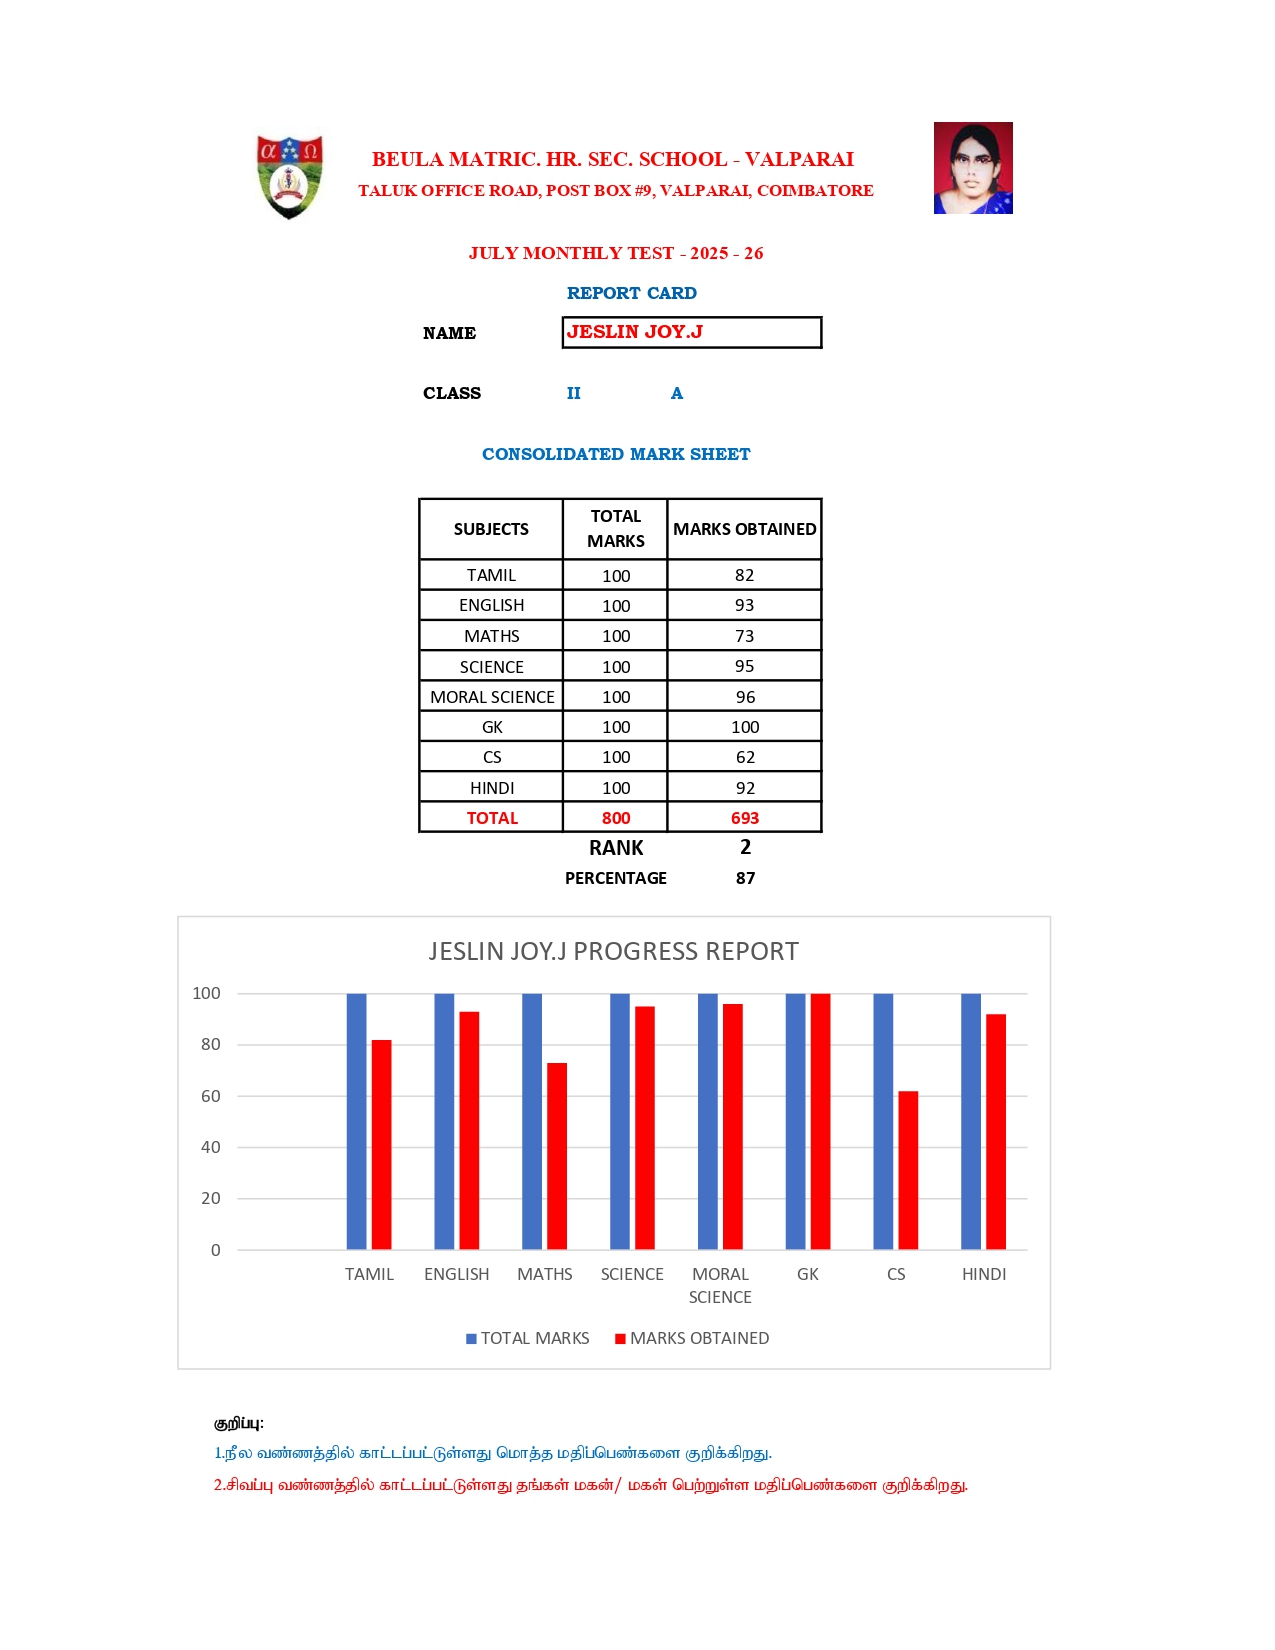 α Ω
BEULA MATRIC. HR. SEC. SCHOOL - VALPARAI
TALUK OFFICE ROAD, POST BOX #9, VALPARAI, COIMBATORE
JULY MONTHLY TEST - 2025 - 26
REPORT CARD
NAME JESLIN JOY.J
CLASS II A
CONSOLIDATED MARK SHEET
SUBJECTS TOTAL MARKS MARKS OBTAINED
TAMIL 100 82
ENGLISH 100 93
MATHS 100 73
SCIENCE 100 95
MORAL SCIENCE 100 96
GK 100 100
CS 100 62
HINDI 100 92
TOTAL 800 693
RANK 2
PERCENTAGE 87
JESLIN JOY.J PROGRESS REPORT
100
80
60
40
20
0
TAMIL ENGLISH MATHS SCIENCE MORAL SCIENCE GK CS HINDI
TOTAL MARKS MARKS OBTAINED
குறிப்பு:
1.நீல வண்ணத்தில் காட்டப்பட்டுள்ளது மொத்த மதிப்பெண்களை குறிக்கிறது.
2.சிவப்பு வண்ணத்தில் காட்டப்பட்டுள்ளது தங்கள் மகன்/ மகள் பெற்றுள்ள மதிப்பெண்களை குறிக்கிறது.